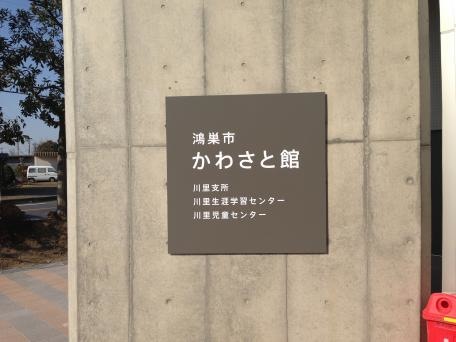 鴻巣市
かわさと館
川里支所
川里生涯学習センター
川里児童センター